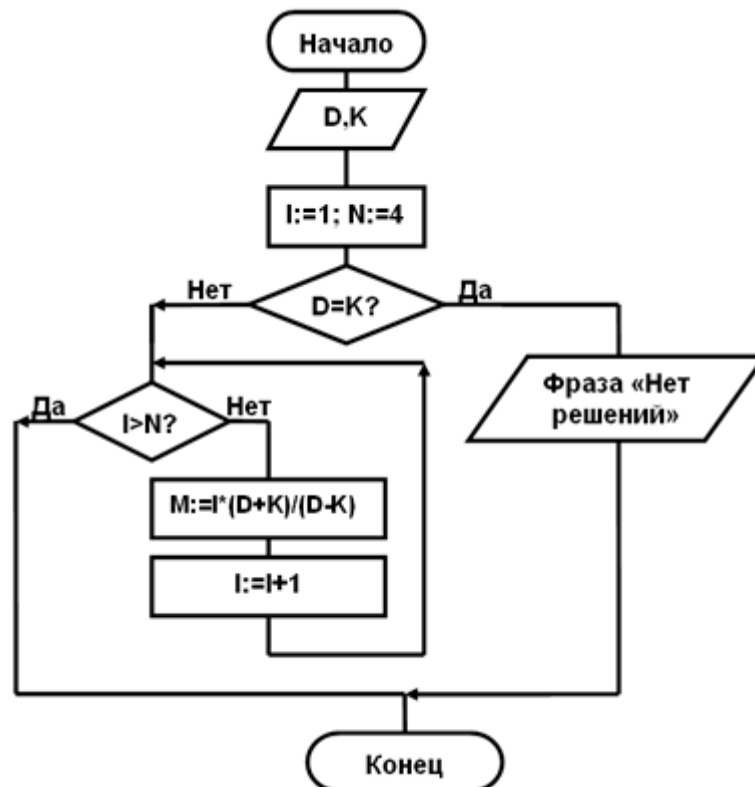 Начало
D,K
I:=1; N:=4
Нет
D=K?
Да
Фраза «Нет
решений»
Да
I>N?
Нет
M:=I*(D+K)/(D-K)
I:=I+1
Конец